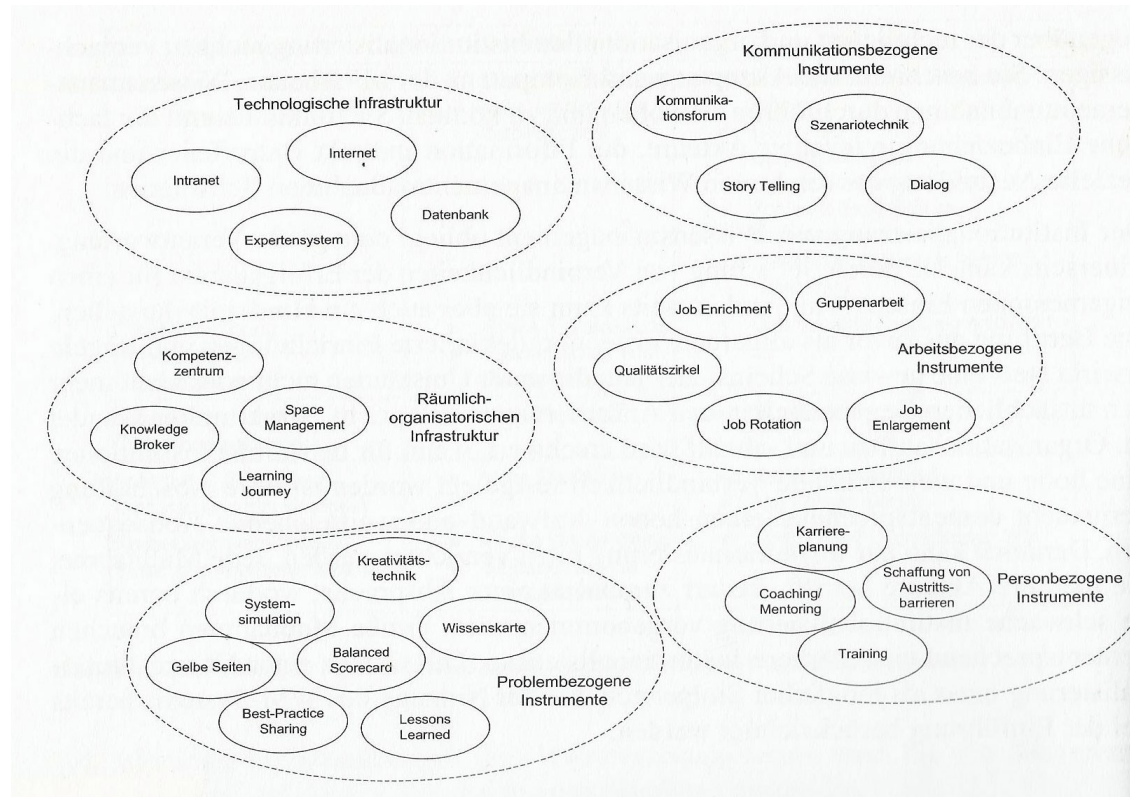 Technologische Infrastruktur
Internet
Intranet
Datenbank
Expertensystem
Kommunikationsbezogene
Instrumente
Kommunika-
tionsforum
Szenariotechnik
Story Telling
Dialog
Kompetenz-
zentrum
Space
Management
Knowledge
Broker
Learning
Journey
Räumlich-
organisatorischen
Infrastruktur
Job Enrichment
Gruppenarbeit
Qualitätszirkel
Arbeitsbezogene
Instrumente
Job Rotation
Job
Enlargement
Kreativitäts-
technik
System-
simulation
Wissenskarte
Gelbe Seiten
Balanced
Scorecard
Problembezogene
Instrumente
Best-Practice
Sharing
Lessons
Learned
Karriere-
planung
Coaching/
Mentoring
Schaffung von
Austritts-
barrieren
Personbezogene
Instrumente
Training